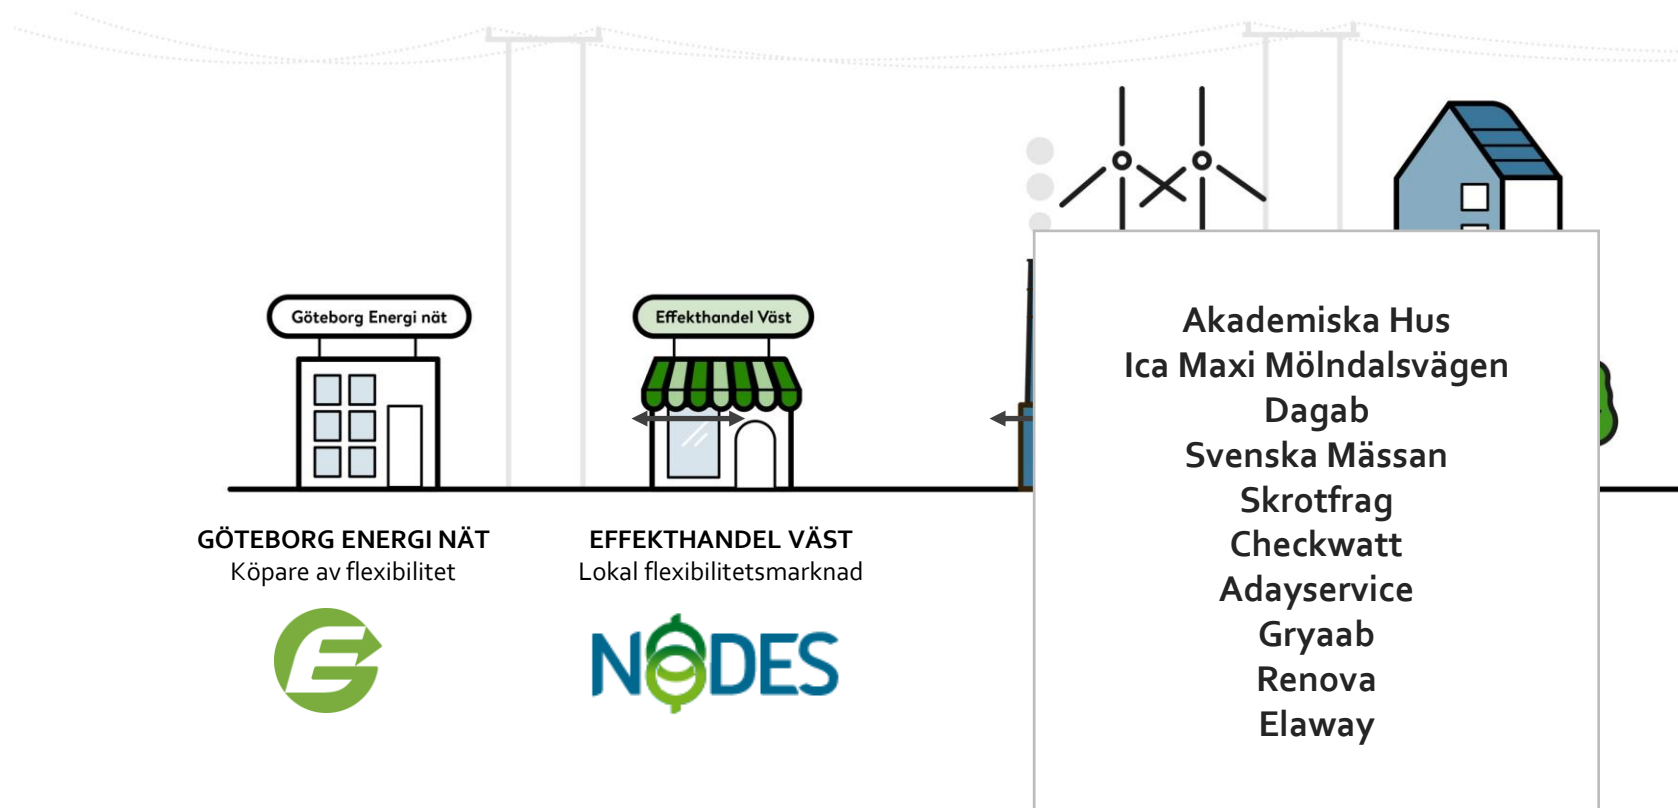 Göteborg Energi nät
Effekthandel Väst
GÖTEBORG ENERGI NÄT
Köpare av flexibilitet
EFFEKTHANDEL VÄST
Lokal flexibilitetsmarknad
E
NODES
Akademiska Hus
Ica Maxi Mölndalsvägen
Dagab
Svenska Mässan
Skrotfrag
Checkwatt
Adayservice
Gryaab
Renova
Elaway